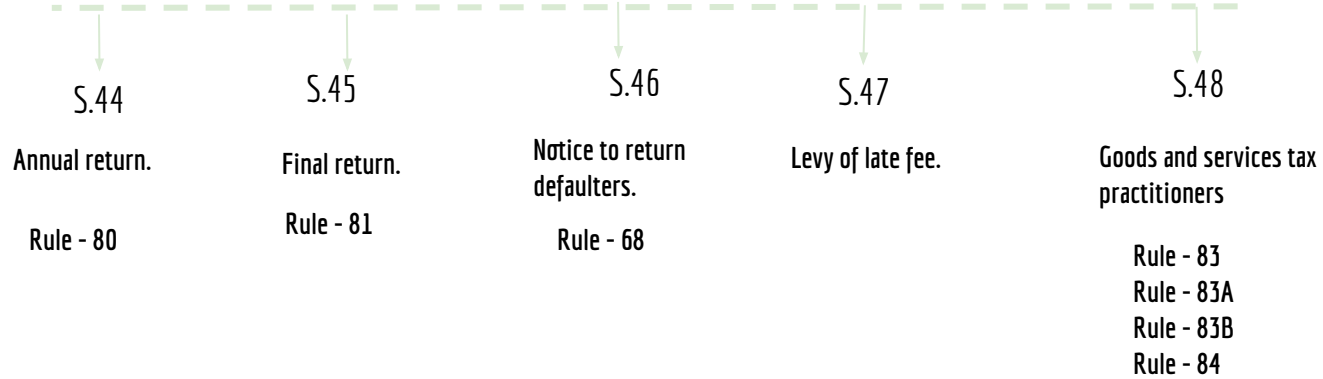 S.44
Annual return.
Rule - 80
S.45
Final return.
Rule - 81
S.46
Notice to return
defaulters.
Rule - 68
S.47
Levy of late fee.
S.48
Goods and services tax
practitioners
Rule - 83
Rule - 83A
Rule - 83B
Rule - 84